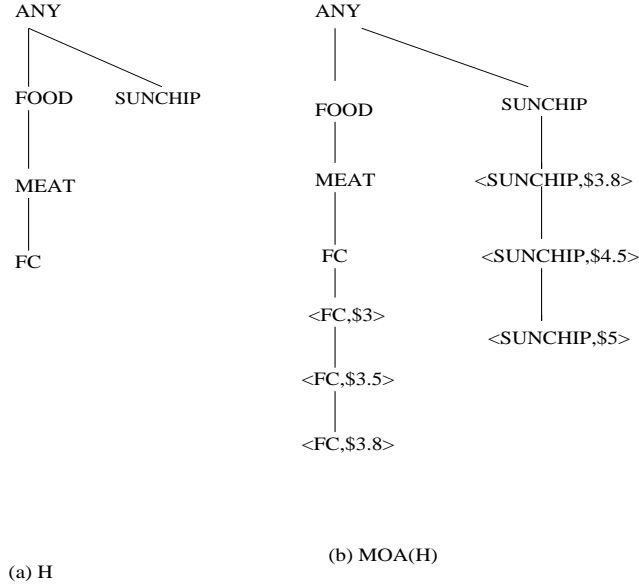 ANY
FOOD SUNCHIP
MEAT
FC
(a) H
ANY
FOOD
SUNCHIP
MEAT
<SUNCHIP,$3.8>
FC
<SUNCHIP,$4.5>
<FC,$3>
<SUNCHIP,$5>
<FC,$3.5>
<FC,$3.8>
(b) MOA(H)